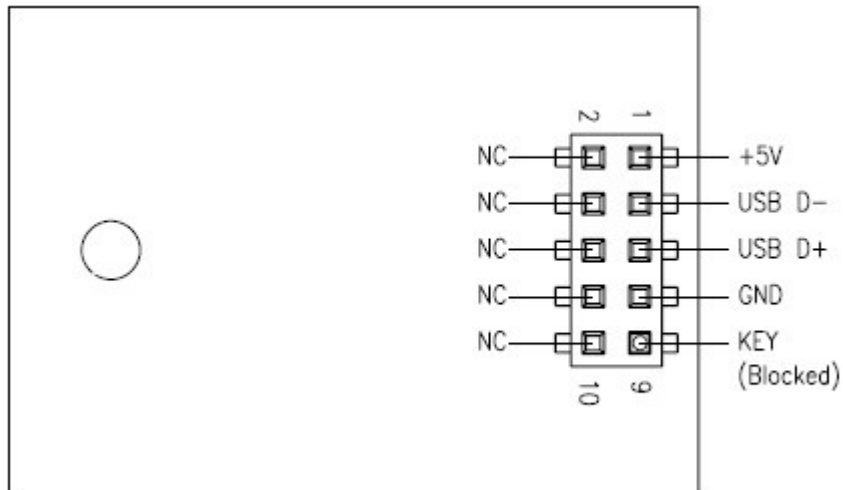 2 1
NC +5V
NC USB D-
NC USB D+
NC GND
NC KEY
(Blocked)
10 9